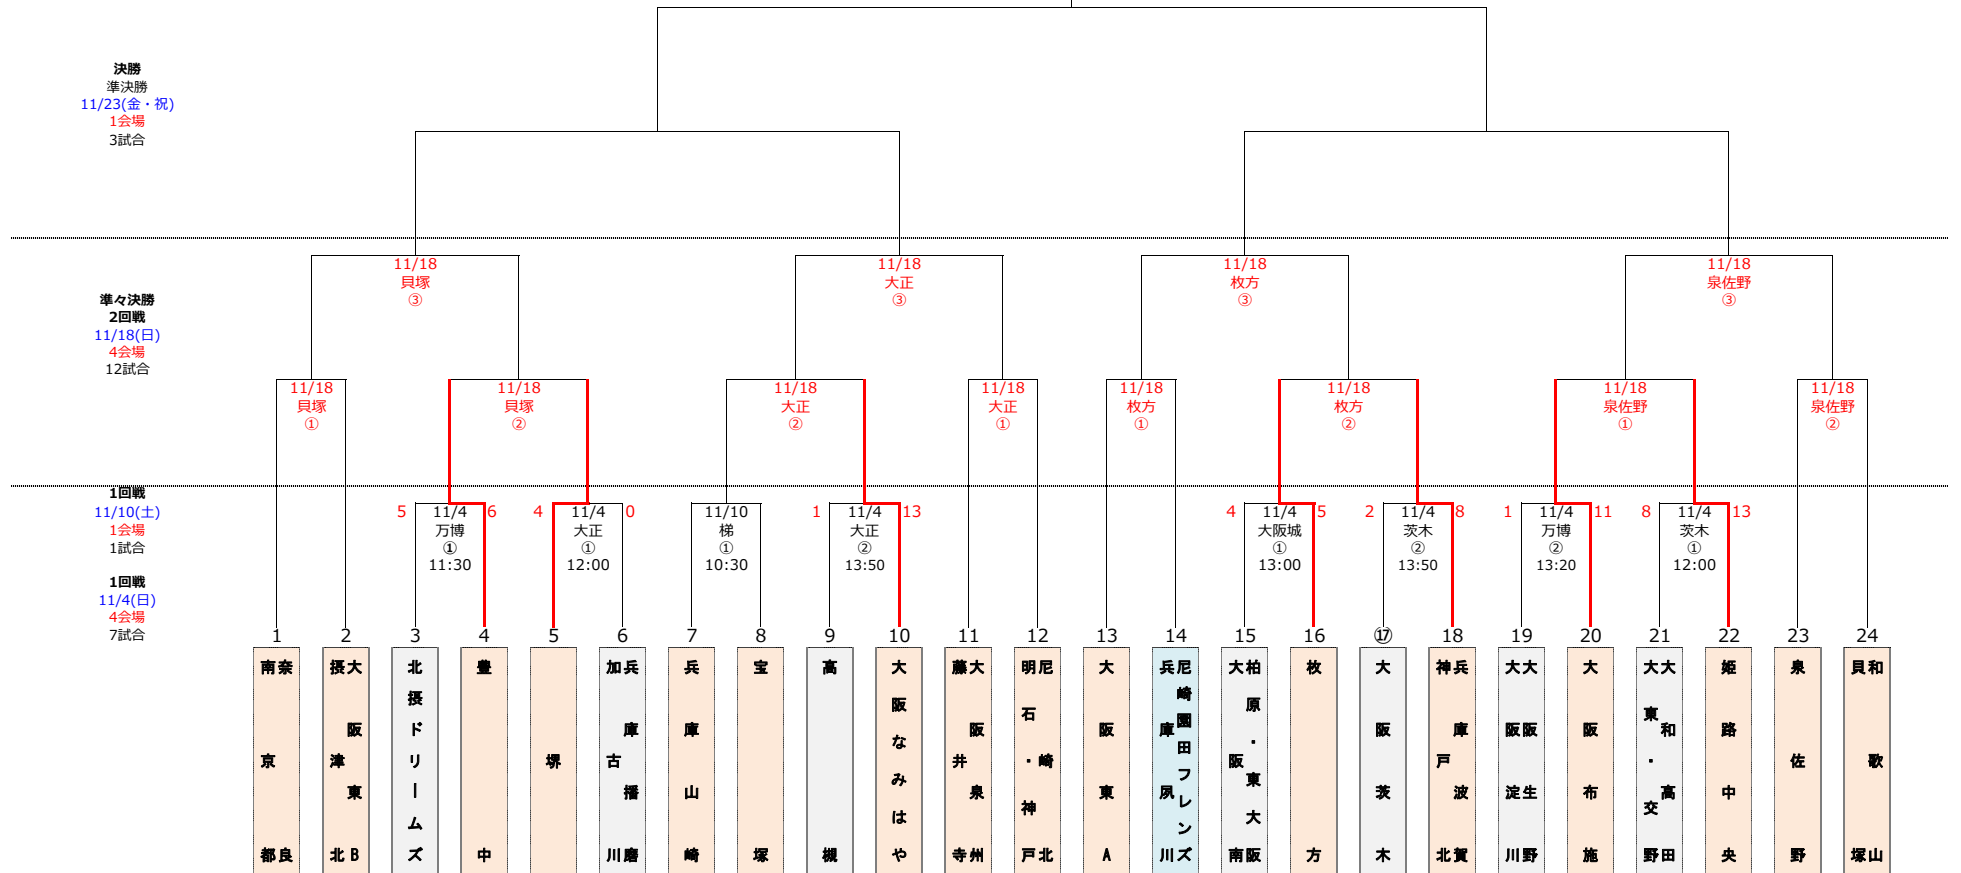 決勝
準決勝
11/23(金・祝)
1会場
3試合
11/18
貝塚
③
11/18
大正
③
11/18
枚方
③
11/18
泉佐野
③
準々決勝
2回戦
11/18(日)
4会場
12試合
11/18
貝塚
①
11/18
貝塚
②
11/18
大正
②
11/18
大正
①
11/18
枚方
①
11/18
枚方
②
11/18
泉佐野
①
11/18
泉佐野
②
1回戦
11/10(土)
1会場
1試合
1回戦
11/4(日)
4会場
7試合
5 11/4 6
万博
①
11:30
4 11/4 0
大正
①
12:00
11/10
梯
①
10:30
1 11/4 13
大正
②
13:50
4 11/4 5
大阪城
①
13:00
2 11/4 8
茨木
②
13:50
1 11/4 11
万博
②
13:20
8 11/4 13
茨木
①
12:00
1 2 3 4 5 6 7 8 9 10 11 12 13 14 15 16 ⑰ 18 19 20 21 22 23 24
奈良
南京都
大阪東B
摂津北
北摂ドリームズ
豊中
堺
兵庫播磨
加古川
兵庫山崎
宝塚
高槻
大阪なみはや
大阪泉州
藤井寺
尼崎北
明石・神戸
大阪東A
尼崎園田フレンズ
兵庫夙川
柏原・東大阪
大阪南
枚方
大阪茨木
兵庫波賀
神戸北
大阪生野
大阪淀川
大阪布施
大和高田
大東・交野
姫路中央
泉佐野
和歌山
貝塚